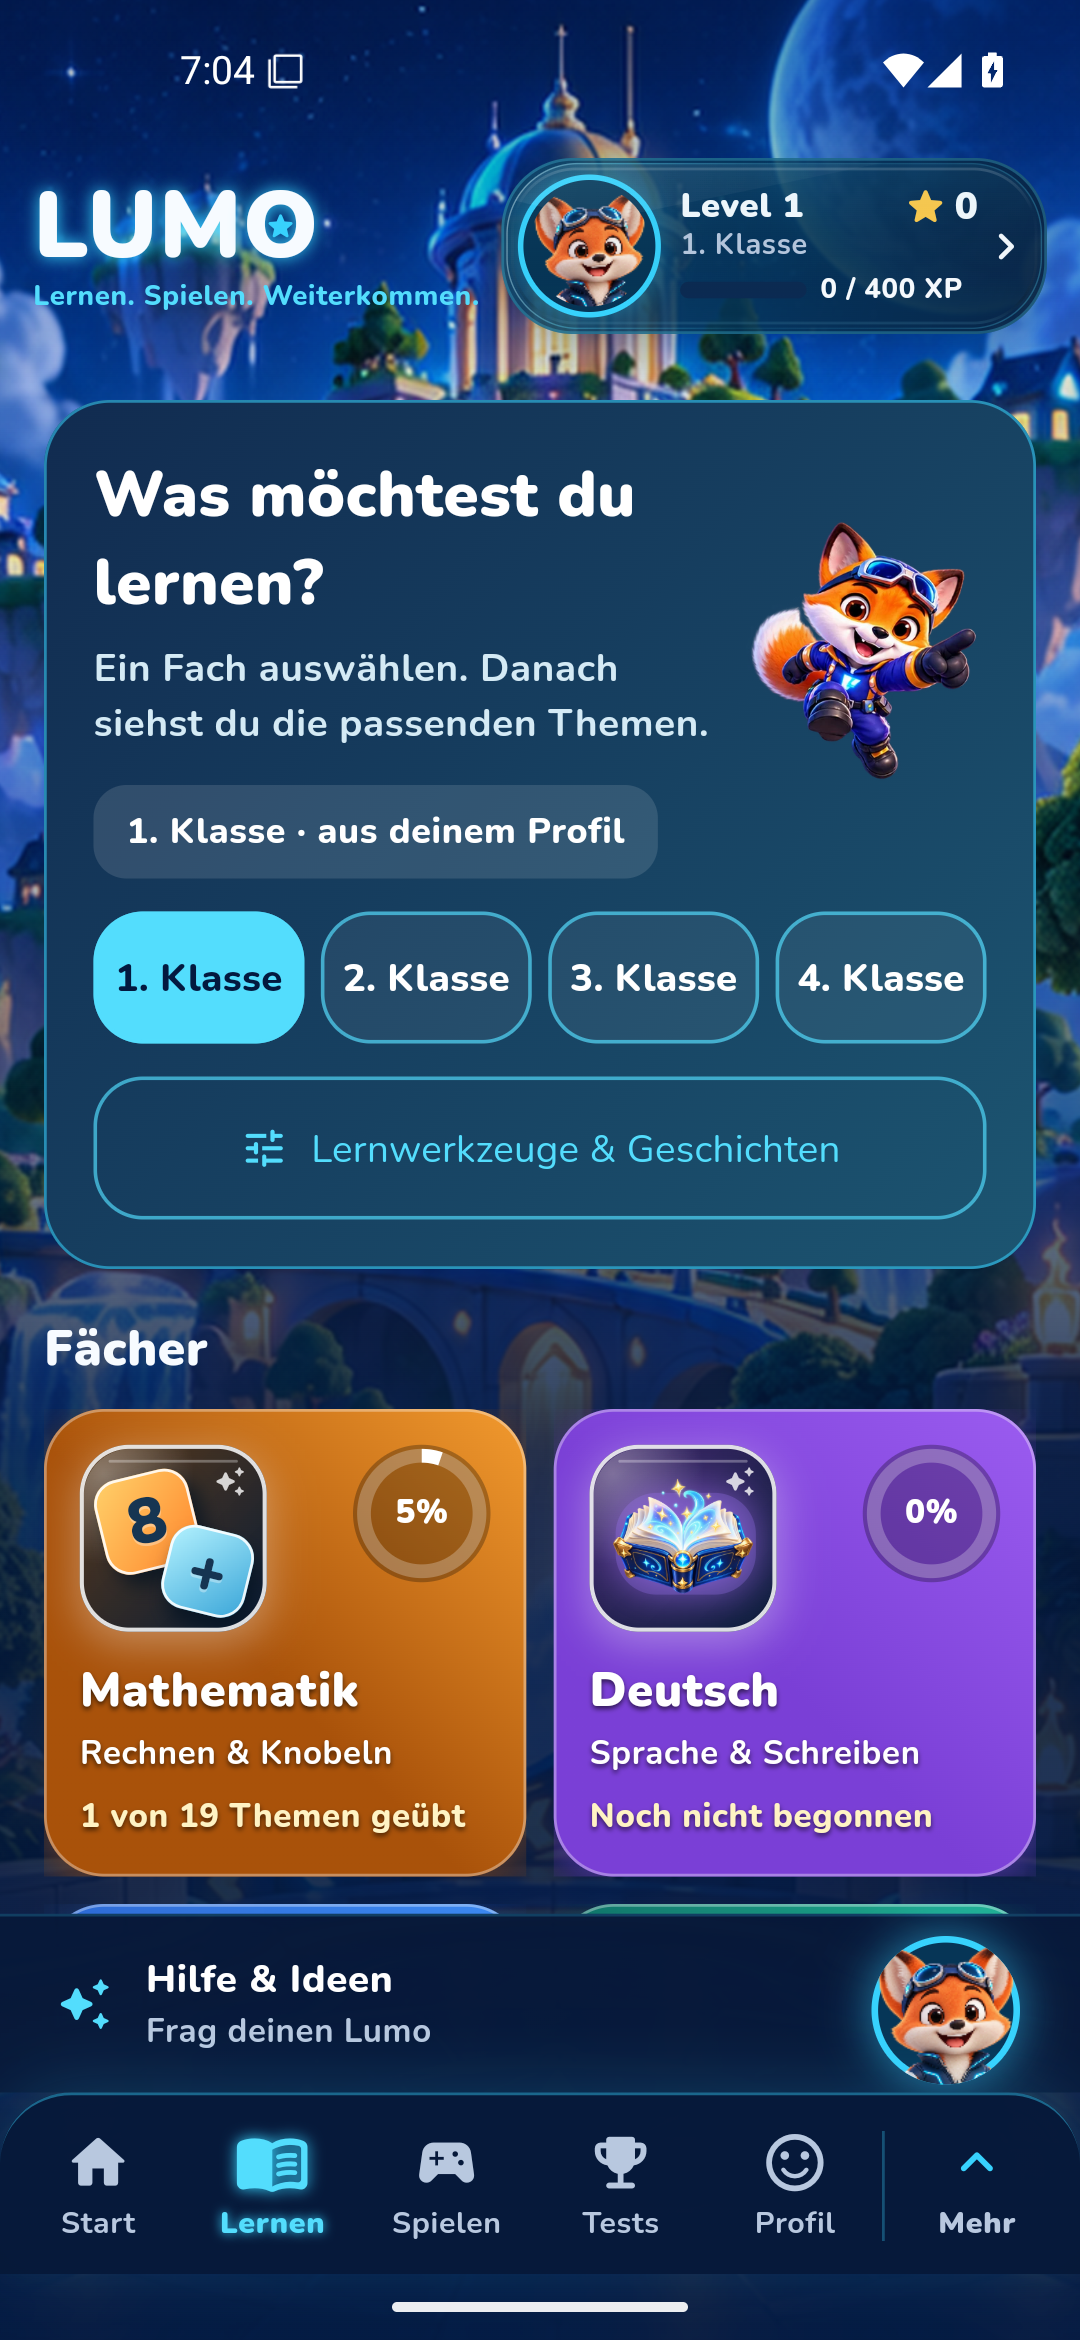 7:04
LUMO
Lernen. Spielen. Weiterkommen.
Level 1
0
1. Klasse
0 / 400 XP
Was möchtest du
lernen?
Ein Fach auswählen. Danach
siehst du die passenden Themen.
1. Klasse · aus deinem Profil
1. Klasse
2. Klasse
3. Klasse
4. Klasse
Lernwerkzeuge & Geschichten
Fächer
8
+
5%
0%
Mathematik
Rechnen & Knobeln
1 von 19 Themen geübt
Deutsch
Sprache & Schreiben
Noch nicht begonnen
Hilfe & Ideen
Frag deinen Lumo
Start
Lernen
Spielen
Tests
Profil
Mehr